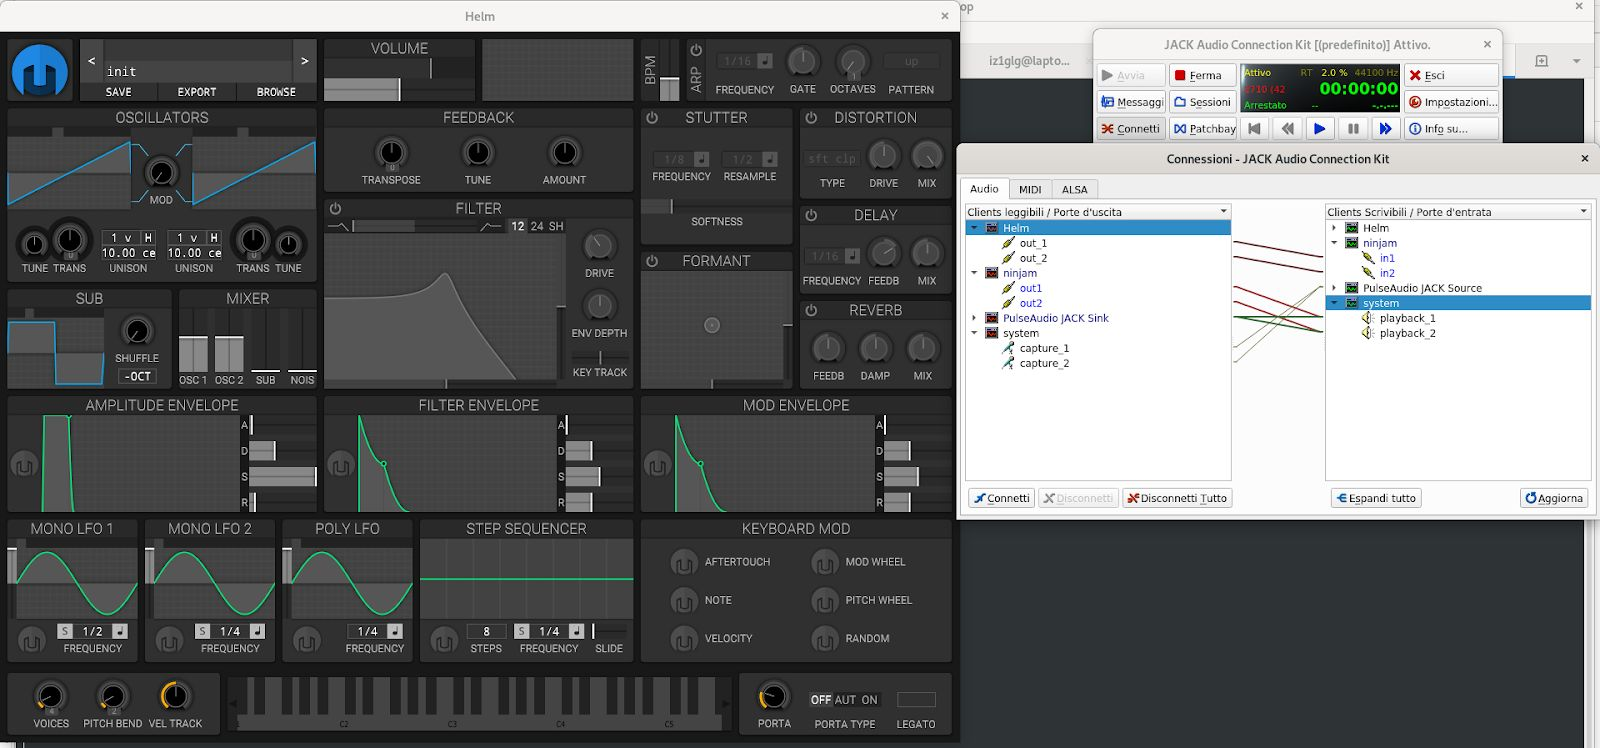 Helm
×
op
×
<
init
>
SAVE
EXPORT
BROWSE
VOLUME
BPM
ARP
1/16
FREQUENCY
GATE
1
OCTAVES
up
PATTERN
OSCILLATORS
MOD
TUNE
0
TRANS
1 v H
10.00 ce
UNISON
1 v H
10.00 ce
UNISON
0
TRANS
TUNE
FEEDBACK
0
TRANSPOSE
TUNE
AMOUNT
STUTTER
1/8
FREQUENCY
1/2
RESAMPLE
SOFTNESS
DISTORTION
sft clp
TYPE
DRIVE
MIX
FILTER
12 24 SH
DRIVE
ENV DEPTH
KEY TRACK
DELAY
1/16
FREQUENCY
FEEDB
MIX
FORMANT
REVERB
FEEDB
DAMP
MIX
SUB
SHUFFLE
-OCT
MIXER
OSC 1
OSC 2
SUB
NOIS
AMPLITUDE ENVELOPE
A
D
S
R
FILTER ENVELOPE
A
D
S
R
MOD ENVELOPE
A
D
S
R
MONO LFO 1
S 1/2
FREQUENCY
MONO LFO 2
S 1/4
FREQUENCY
POLY LFO
1/4
FREQUENCY
STEP SEQUENCER
8
STEPS
S 1/4
FREQUENCY
SLIDE
KEYBOARD MOD
AFTERTOUCH
MOD WHEEL
NOTE
PITCH WHEEL
VELOCITY
RANDOM
4
VOICES
2
PITCH BEND
VEL TRACK
C2
C3
C4
C5
PORTA
OFF AUT ON
PORTA TYPE
LEGATO
iz1glg@lapto...
JACK Audio Connection Kit [(predefinito)] Attivo.
×
Avvia
Ferma
Attivo
RT
2.0 %
44100 Hz
2710 (42
00:00:00
Arrestato
--
-.-.---
Esci
Messaggi
Sessioni
Impostazioni...
Connetti
Patchbay
Info su...
Connessioni - JACK Audio Connection Kit
×
Audio
MIDI
ALSA
Clients leggibili / Porte d'uscita
Helm
out_1
out_2
ninjam
out1
out2
PulseAudio JACK Sink
system
capture_1
capture_2
Clients Scrivibili / Porte d'entrata
Helm
ninjam
in1
in2
PulseAudio JACK Source
system
playback_1
playback_2
Connetti
Disconnetti
Disconnetti Tutto
Espandi tutto
Aggiorna